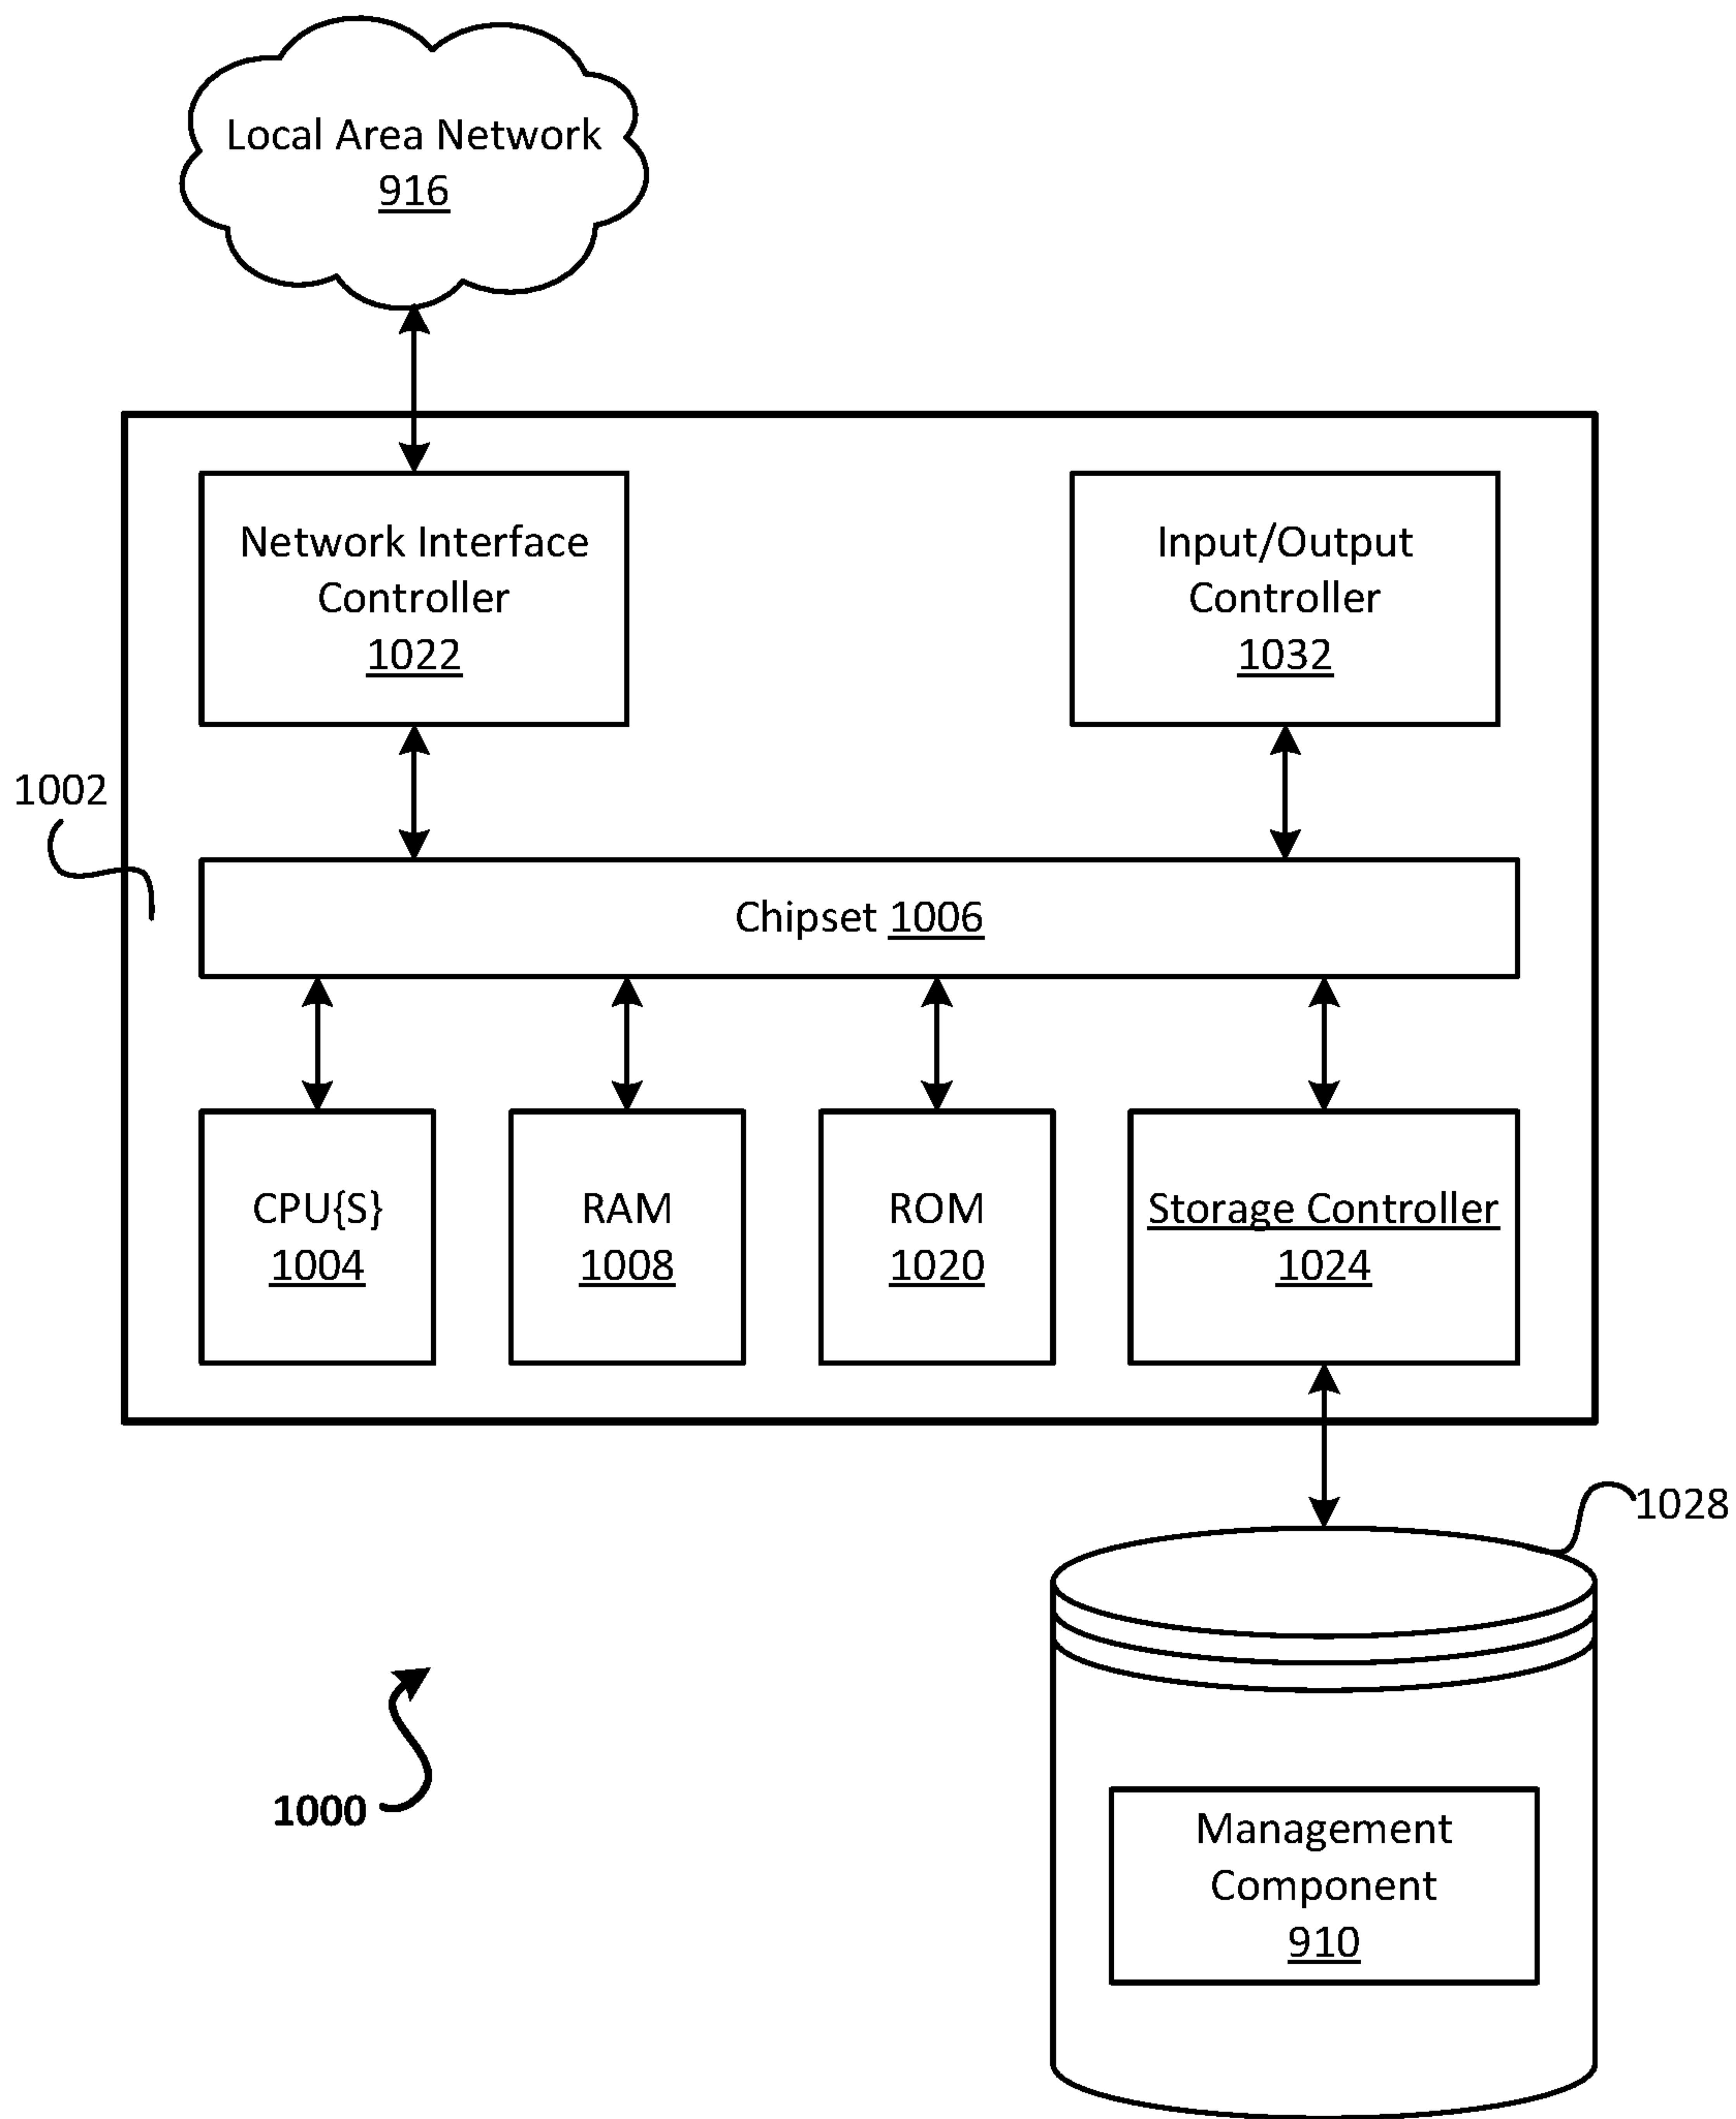 Local Area Network
916
Network Interface
Controller
1022
Input/Output
Controller
1032
1002
Chipset 1006
CPU{S}
1004
RAM
1008
ROM
1020
Storage Controller
1024
1028
1000
Management
Component
910